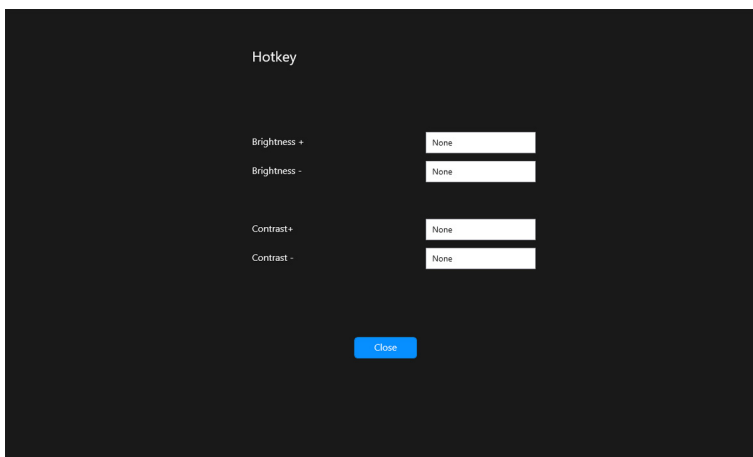 Hotkey
Brightness + None
Brightness - None
Contrast+ None
Contrast - None
Close